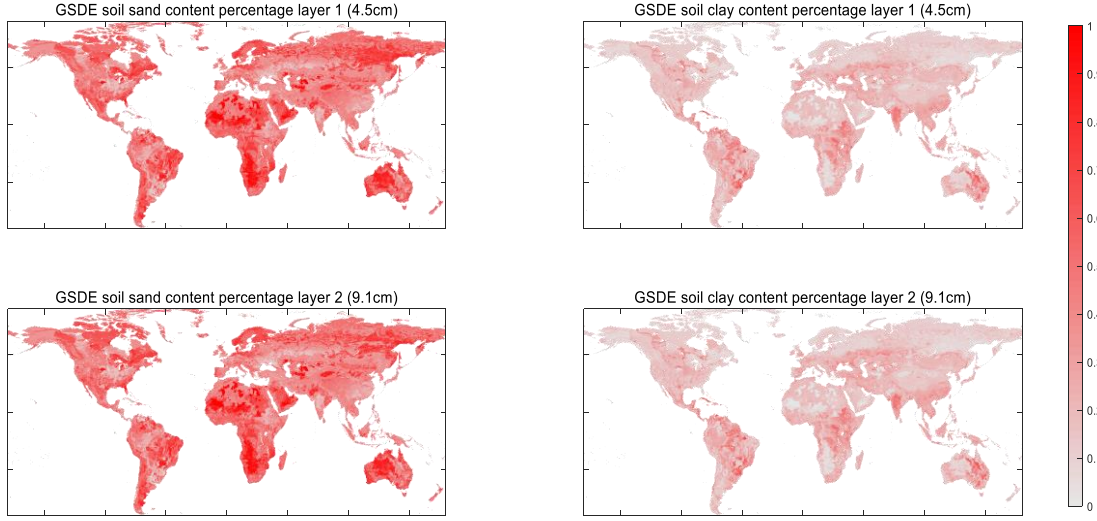 GSDE soil sand content percentage layer 1 (4.5cm)
GSDE soil clay content percentage layer 1 (4.5cm)
GSDE soil sand content percentage layer 2 (9.1cm)
GSDE soil clay content percentage layer 2 (9.1cm)
1
0